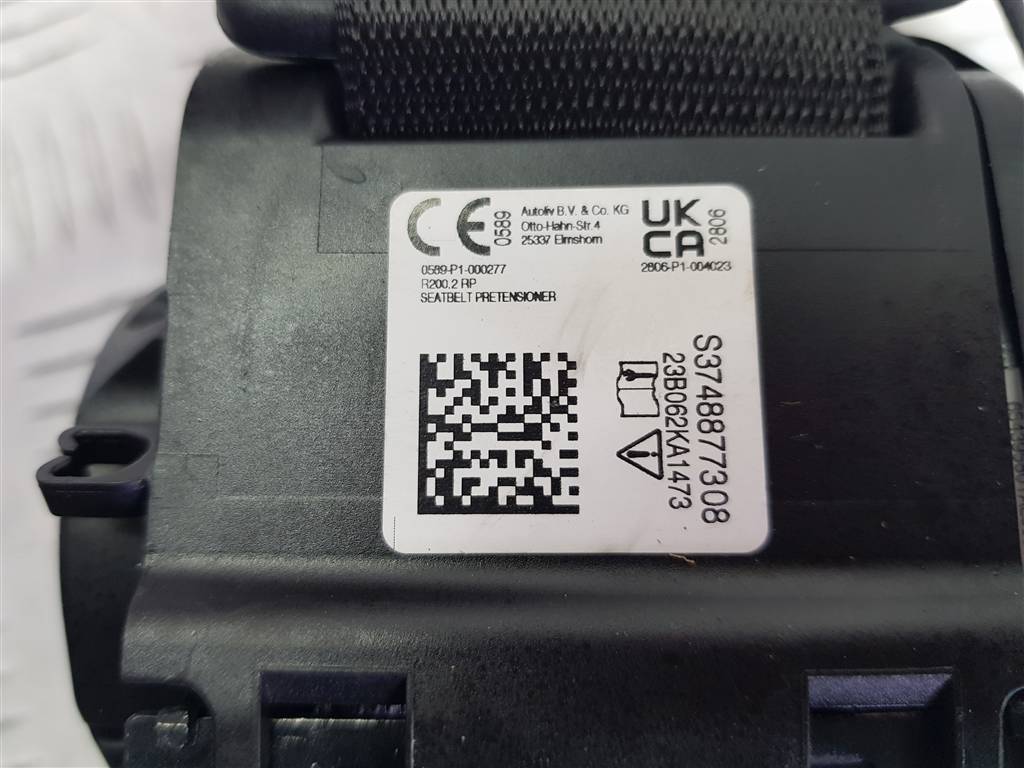 CE 0589
Autoliv B.V. & Co. KG
Otto-Hahn-Str. 4
25337 Elmshorn
UK
CA 2806
0589-P1-000277
R200.2 RP
SEATBELT PRETENSIONER
2806-P1-004023
S3748877308
23B062KA1473